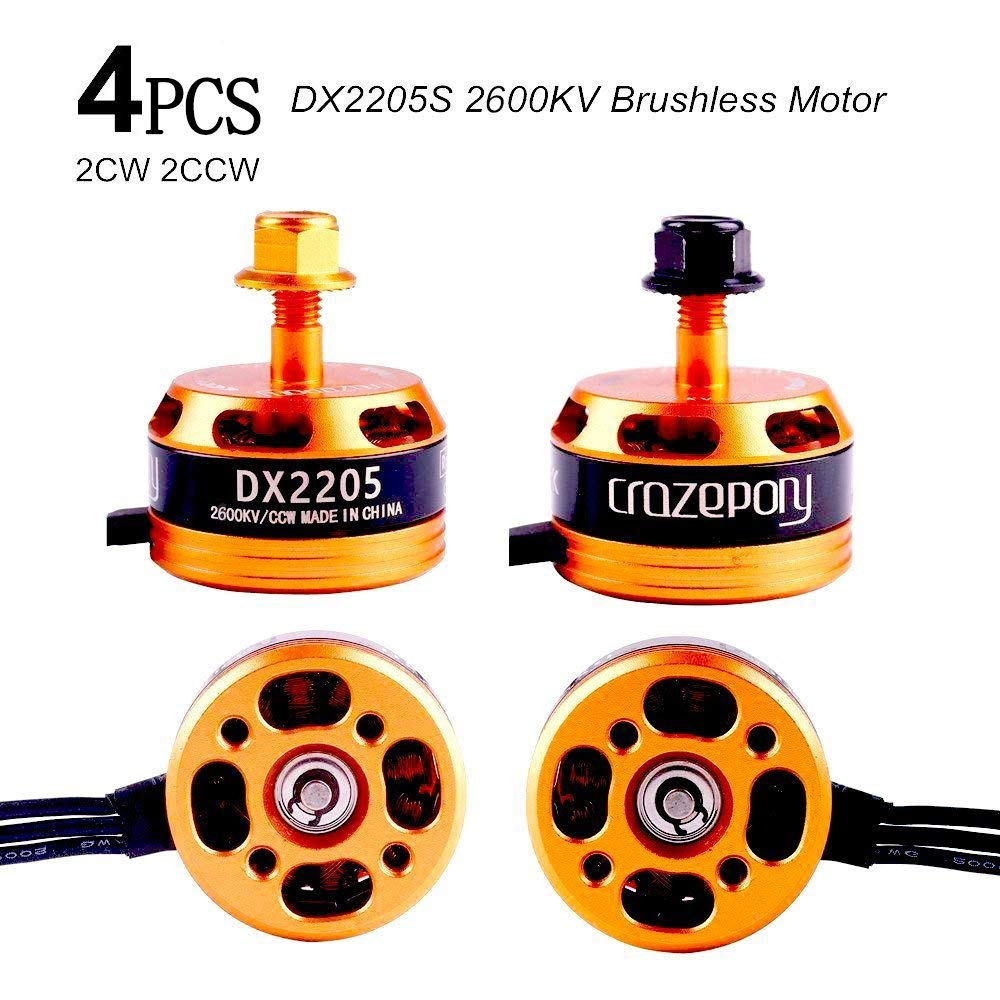 4PCS DX2205S 2600KV Brushless Motor
2CW 2CCW
DX2205
2600KV/CCW MADE IN CHINA
crazepony